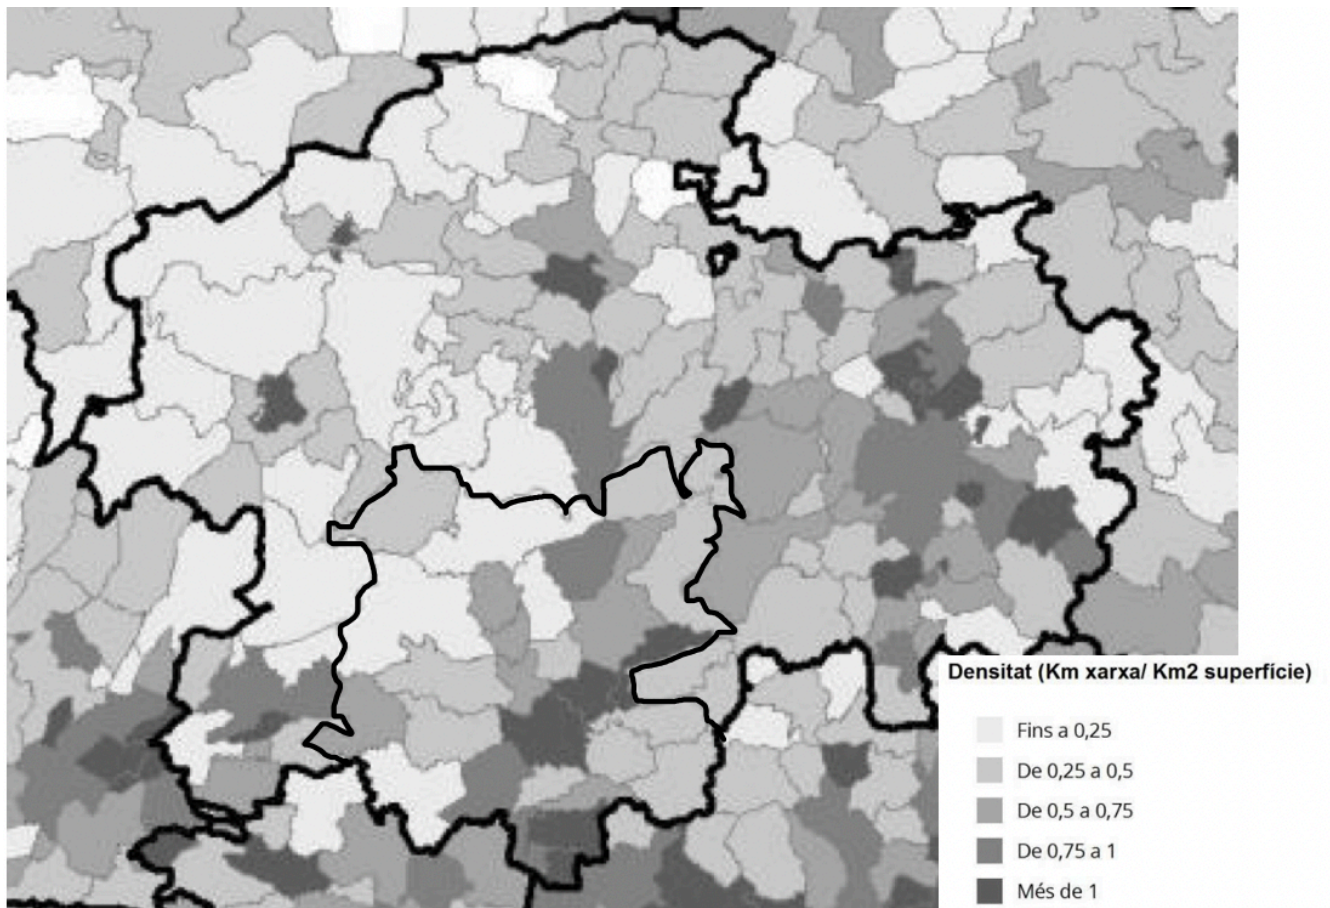 Densitat (Km xarxa/ Km2 superfície)
Fins a 0,25
De 0,25 a 0,5
De 0,5 a 0,75
De 0,75 a 1
Més de 1